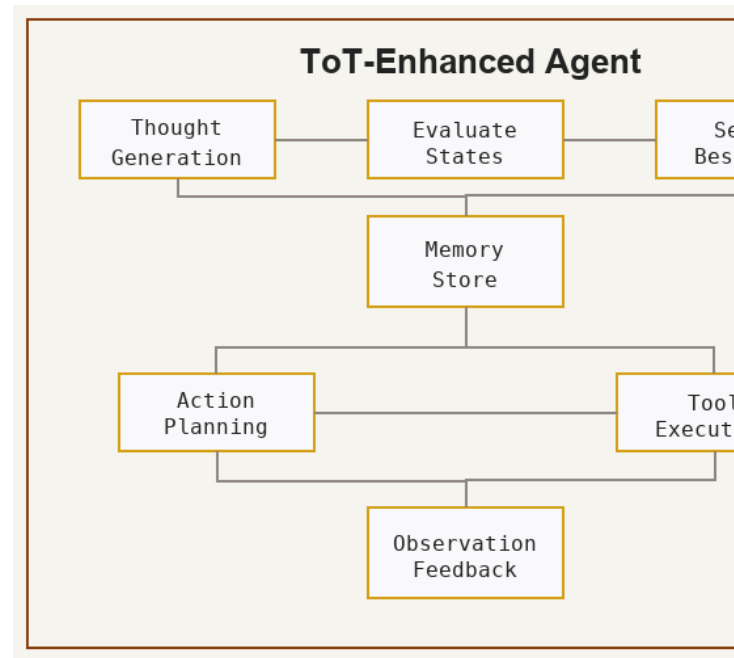 ToT-Enhanced Agent
Thought
Generation
Evaluate
States
Memory
Store
Action
Planning
Observation
Feedback